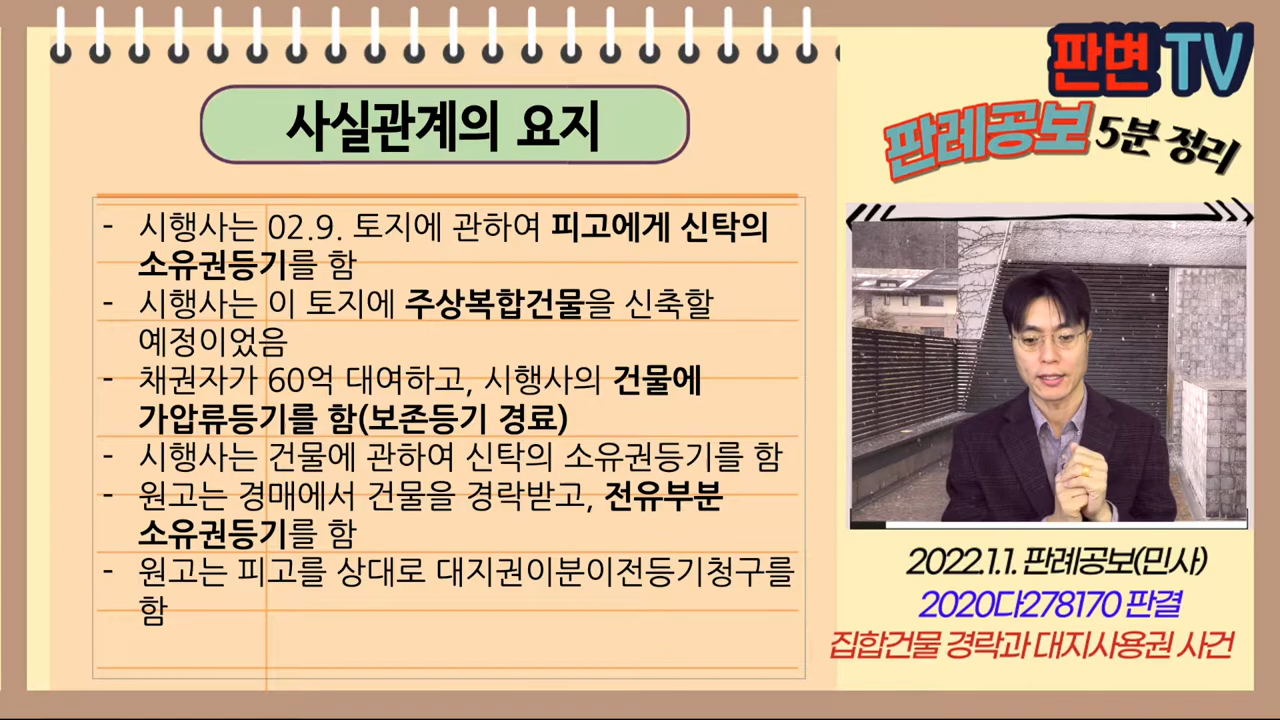 사실관계의 요지
- 시행사는 02.9. 토지에 관하여 피고에게 신탁의
소유권등기를 함
- 시행사는 이 토지에 주상복합건물을 신축할
예정이었음
- 채권자가 60억 대여하고, 시행사의 건물에
가압류등기를 함(보존등기 경료)
- 시행사는 건물에 관하여 신탁의 소유권등기를 함
- 원고는 경매에서 건물을 경락받고, 전유부분
소유권등기를 함
- 원고는 피고를 상대로 대지권이분이전등기청구를
함
판변 TV
판례공보 5분 정리
2022.1.1. 판례공보(민사)
2020다278170 판결
집합건물 경락과 대지사용권 사건